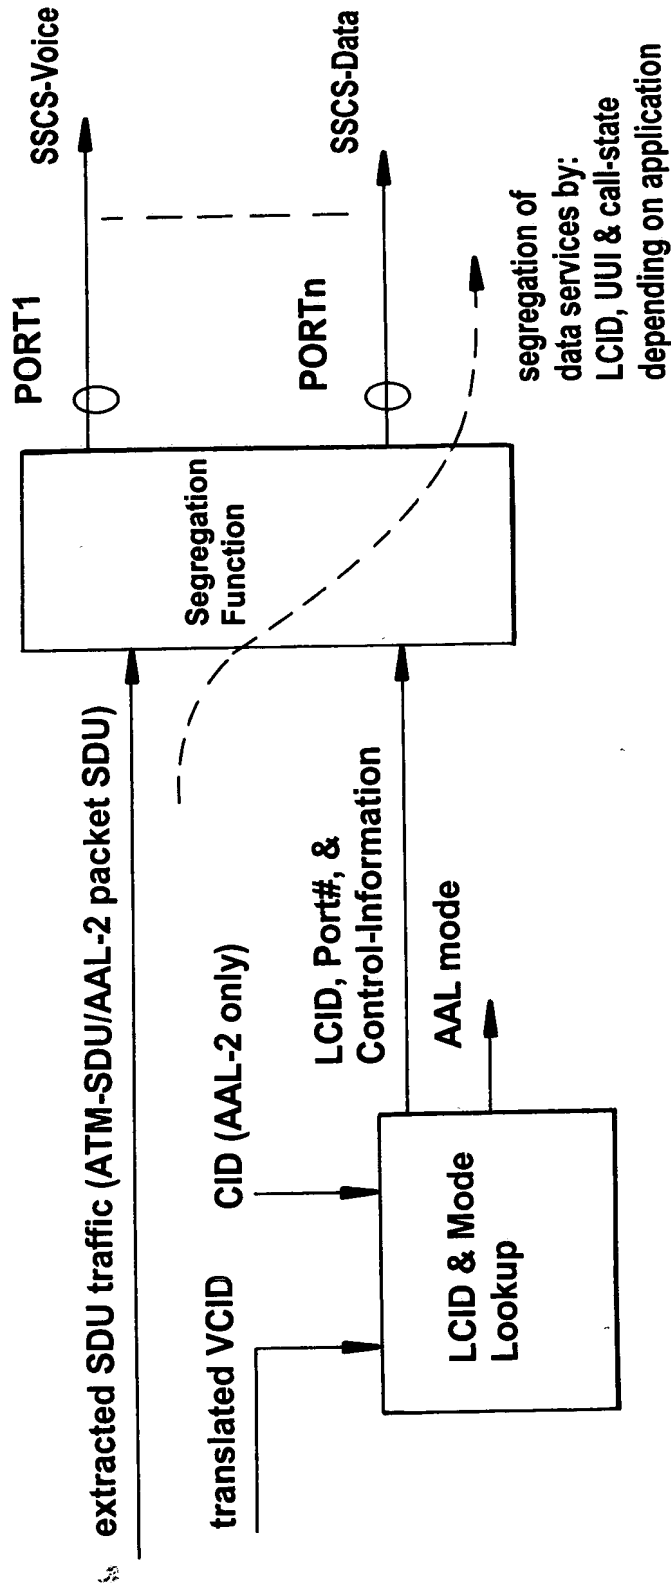 extracted SDU traffic (ATM-SDU/AAL-2 packet SDU)
translated VCID
CID (AAL-2 only)
LCID & Mode
Lookup
LCID, Port#, &
Control-Information
AAL mode
Segregation
Function
PORT1
SSCS-Voice
PORTn
SSCS-Data
segregation of
data services by:
LCID, UUI & call-state
depending on application